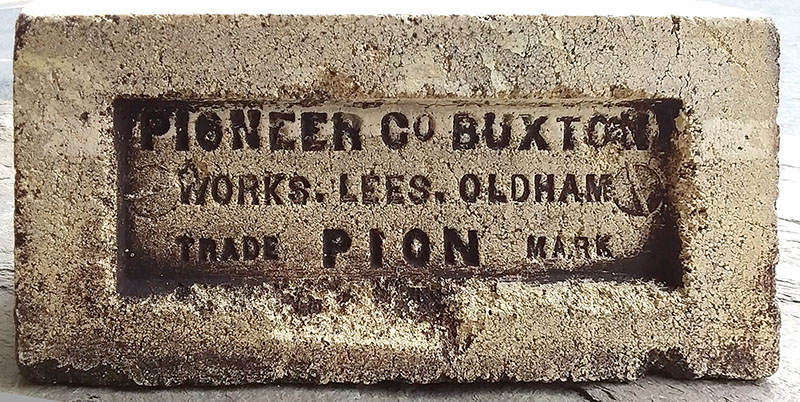 PIONEER Co BUXTON
WORKS. LEES. OLDHAM
TRADE PION MARK